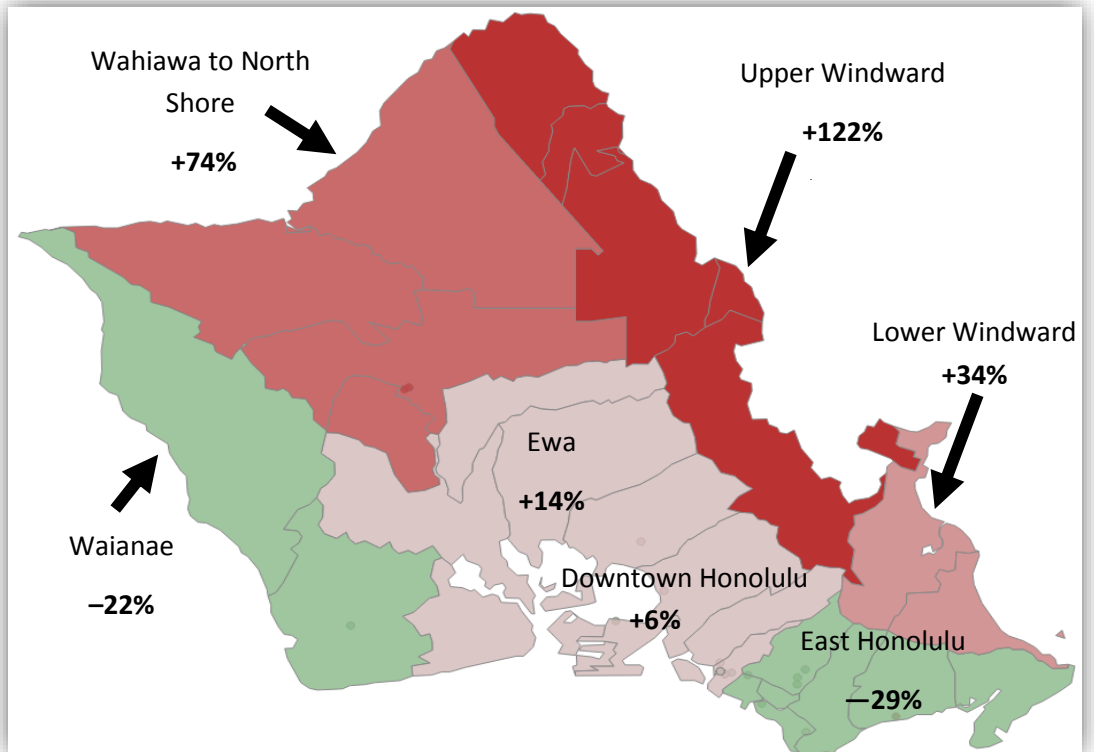 Wahiawa to North
Shore
+74%
Upper Windward
+122%
Lower Windward
+34%
Ewa
+14%
Waianae
–22%
Downtown Honolulu
+6%
East Honolulu
—29%